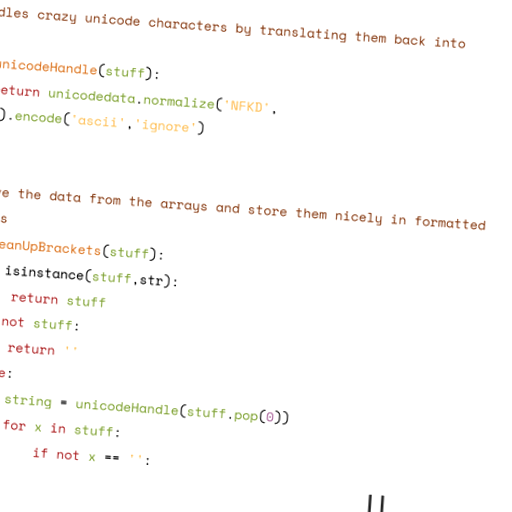 dles crazy unicode characters by translating them back into
unicodeHandle(stuff):
eturn unicodedata.normalize('NFKD',
).encode('ascii','ignore')
e the data from the arrays and store them nicely in formatted
s
eanUpBrackets(stuff):
isinstance(stuff,str):
return stuff
not stuff:
return ''
e:
string = unicodeHandle(stuff.pop(0))
for x in stuff:
if not x == '':